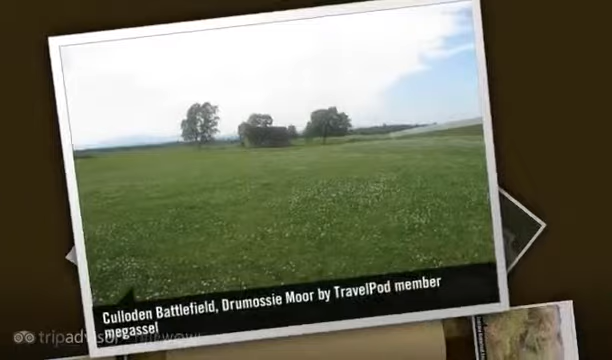 Culloden Battlefield, Drumossie Moor by TravelPod member
megassel
tripadvisor